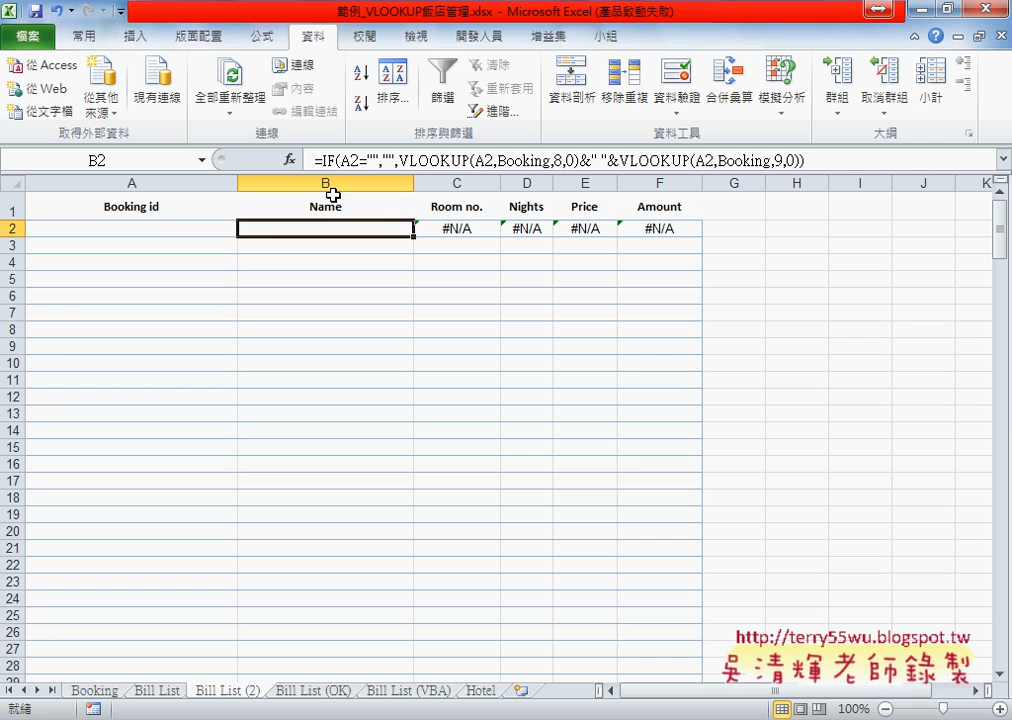 範例_VLOOKUP飯店管理.xlsx - Microsoft Excel (產品啟動失敗)
檔案 常用 插入 版面配置 公式 資料 校閱 檢視 開發人員 增益集 小組
從 Access
從 Web
從文字檔
從其他來源
現有連線
取得外部資料
全部重新整理
連線
內容
編輯連結
連線
排序...
篩選
清除
重新套用
進階...
排序與篩選
資料剖析 移除重複 資料驗證 合併彙算 模擬分析
資料工具
群組 取消群組 小計
大綱
B2 fx =IF(A2="","",VLOOKUP(A2,Booking,8,0)&" "&VLOOKUP(A2,Booking,9,0))
A B C D E F G H I J K
1 Booking id Name Room no. Nights Price Amount
2 #N/A #N/A #N/A #N/A
3
4
5
6
7
8
9
10
11
12
13
14
15
16
17
18
19
20
21
22
23
24
25
26
27
28
http://terry55wu.blogspot.tw
吳清輝老師錄製
Booking Bill List Bill List (2) Bill List (OK) Bill List (VBA) Hotel
就緒 100%